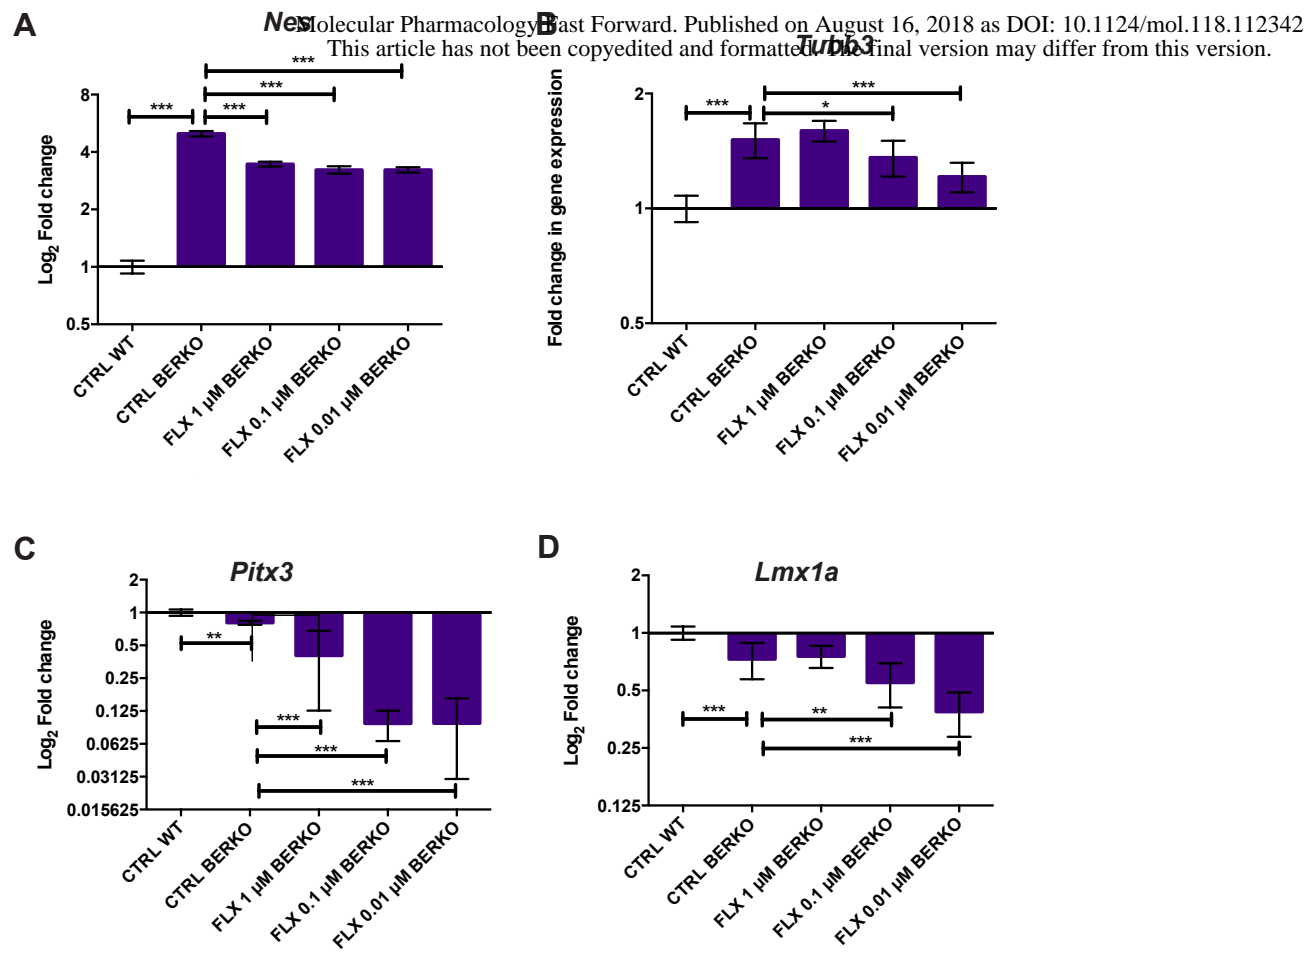 Molecular Pharmacology Fast Forward. Published on August 16, 2018 as DOI: 10.1124/mol.118.112342
This article has not been copyedited and formatted. The final version may differ from this version.
A
Nes
Log2 Fold change
8
4
2
1
0.5
***
***
***
***
CTRL WT
CTRL BERKO
FLX 1 µM BERKO
FLX 0.1 µM BERKO
FLX 0.01 µM BERKO
B
Tubb3
Fold change in gene expression
2
1
0.5
***
***
*
CTRL WT
CTRL BERKO
FLX 1 µM BERKO
FLX 0.1 µM BERKO
FLX 0.01 µM BERKO
C
Pitx3
Log2 Fold change
2
1
0.5
0.25
0.125
0.0625
0.03125
0.015625
**
***
***
***
CTRL WT
CTRL BERKO
FLX 1 µM BERKO
FLX 0.1 µM BERKO
FLX 0.01 µM BERKO
D
Lmx1a
Log2 Fold change
2
1
0.5
0.25
0.125
***
**
***
CTRL WT
CTRL BERKO
FLX 1 µM BERKO
FLX 0.1 µM BERKO
FLX 0.01 µM BERKO